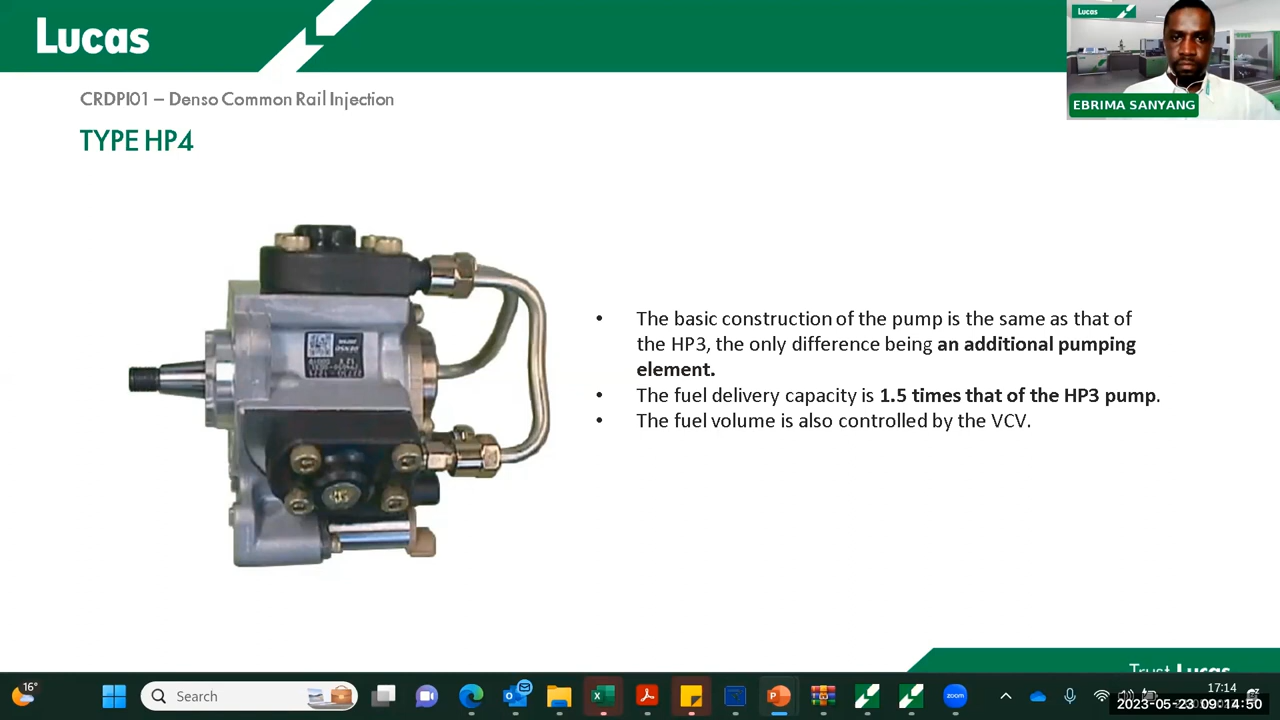 Lucas
Lucas
EBRIMA SANYANG
CRDPI01 – Denso Common Rail Injection
TYPE HP4
• The basic construction of the pump is the same as that of
the HP3, the only difference being an additional pumping
element.
• The fuel delivery capacity is 1.5 times that of the HP3 pump.
• The fuel volume is also controlled by the VCV.
Trust Lucas
16°
Search
zoom
17:14
2023-05-23 09:14:50